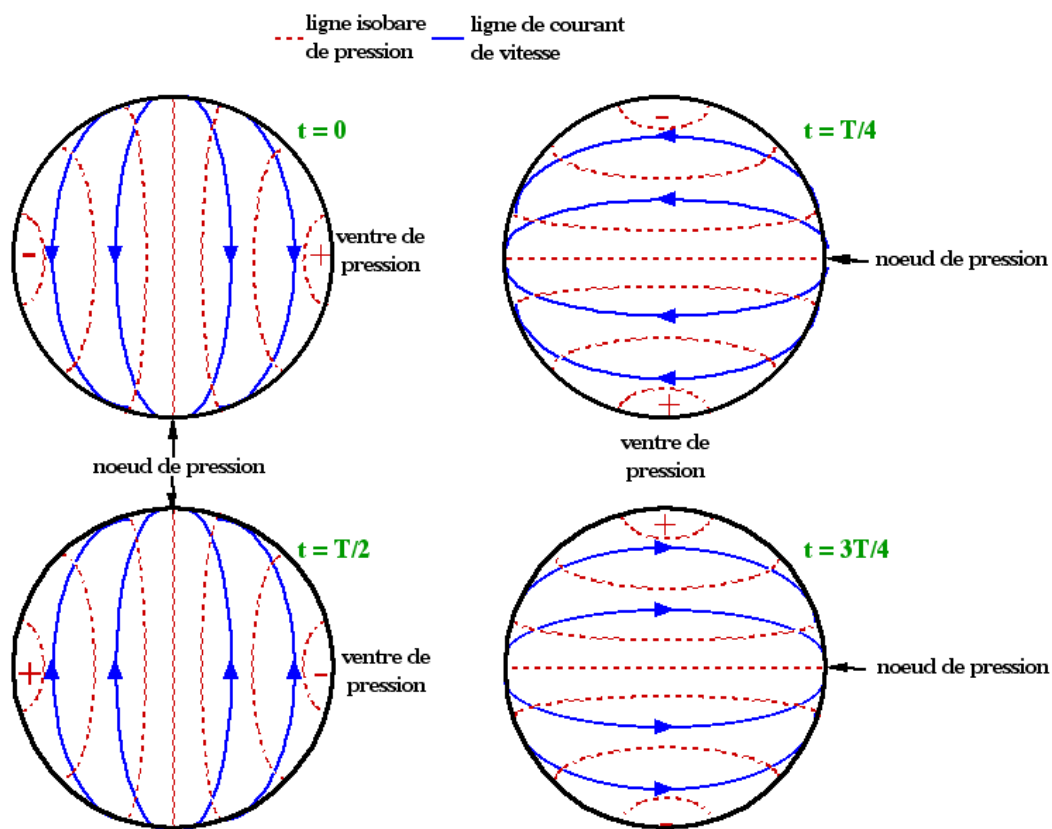 ligne isobare
de pression
ligne de courant
de vitesse
t = 0
-
+
ventre de
pression
t = T/4
-
+
noeud de pression
ventre de
pression
noeud de pression
t = T/2
+
-
ventre de
pression
t = 3T/4
+
-
noeud de pression